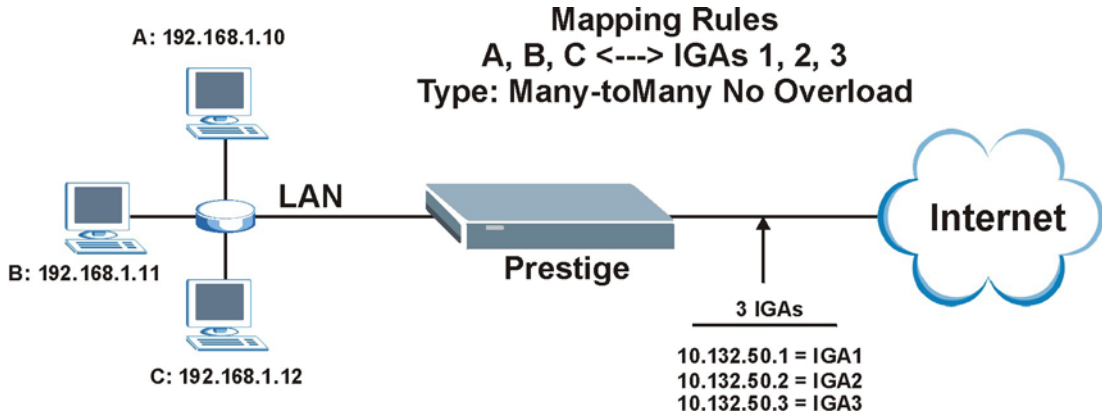 Mapping Rules
A, B, C <---> IGAs 1, 2, 3
Type: Many-toMany No Overload
A: 192.168.1.10
LAN
B: 192.168.1.11
C: 192.168.1.12
Prestige
Internet
3 IGAs
10.132.50.1 = IGA1
10.132.50.2 = IGA2
10.132.50.3 = IGA3